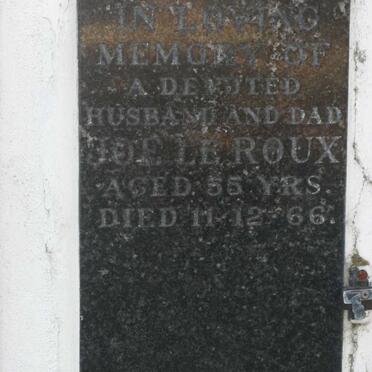 IN LOVING
MEMORY OF
A DEVOTED
HUSBAND AND DAD
JOE LE ROUX
AGED 55 YRS.
DIED 11-12-66.